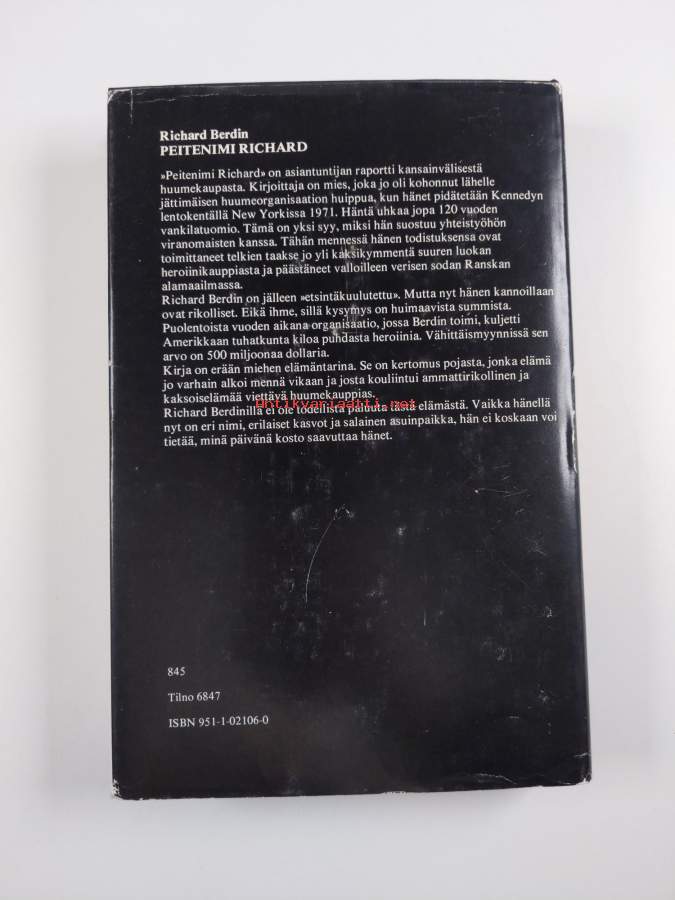 Richard Berdin
PEITENIMI RICHARD
»Peitenimi Richard» on asiantuntijan raportti kansainvälisestä
huumekaupasta. Kirjoittaja on mies, joka jo oli kohonnut lähelle
jättimäisen huumeorganisaation huippua, kun hänet pidätetään Kennedyn
lentokentällä New Yorkissa 1971. Häntä uhkaa jopa 120 vuoden
vankilatuomio. Tämä on yksi syy, miksi hän suostuu yhteistyöhön
viranomaisten kanssa. Tähän mennessä hänen todistuksensa ovat
toimittaneet telkien taakse jo yli kaksikymmentä suuren luokan
heroiinikauppiasta ja päästäneet valloilleen verisen sodan Ranskan
alamaailmassa.
Richard Berdin on jälleen »etsintäkuulutettu». Mutta nyt hänen kannoillaan
ovat rikolliset. Eikä ihme, sillä kysymys on huimaavista summista.
Puolentoista vuoden aikana organisaatio, jossa Berdin toimi, kuljetti
Amerikkaan tuhatkunta kiloa puhdasta heroiinia. Vähittäismyynnissä sen
arvo on 500 miljoonaa dollaria.
Kirja on erään miehen elämäntarina. Se on kertomus pojasta, jonka elämä
jo varhain alkoi mennä vikaan ja josta kouliintui ammattirikollinen ja
kaksoiselämää viettävä huumekauppias.
Antikvariaatti.net
Richard Berdinillä ei ole todellista paluuta tästä elämästä. Vaikka hänellä
nyt on eri nimi, erilaiset kasvot ja salainen asuinpaikka, hän ei koskaan voi
tietää, minä päivänä kosto saavuttaa hänet.
845
Tilno 6847
ISBN 951-1-02106-0